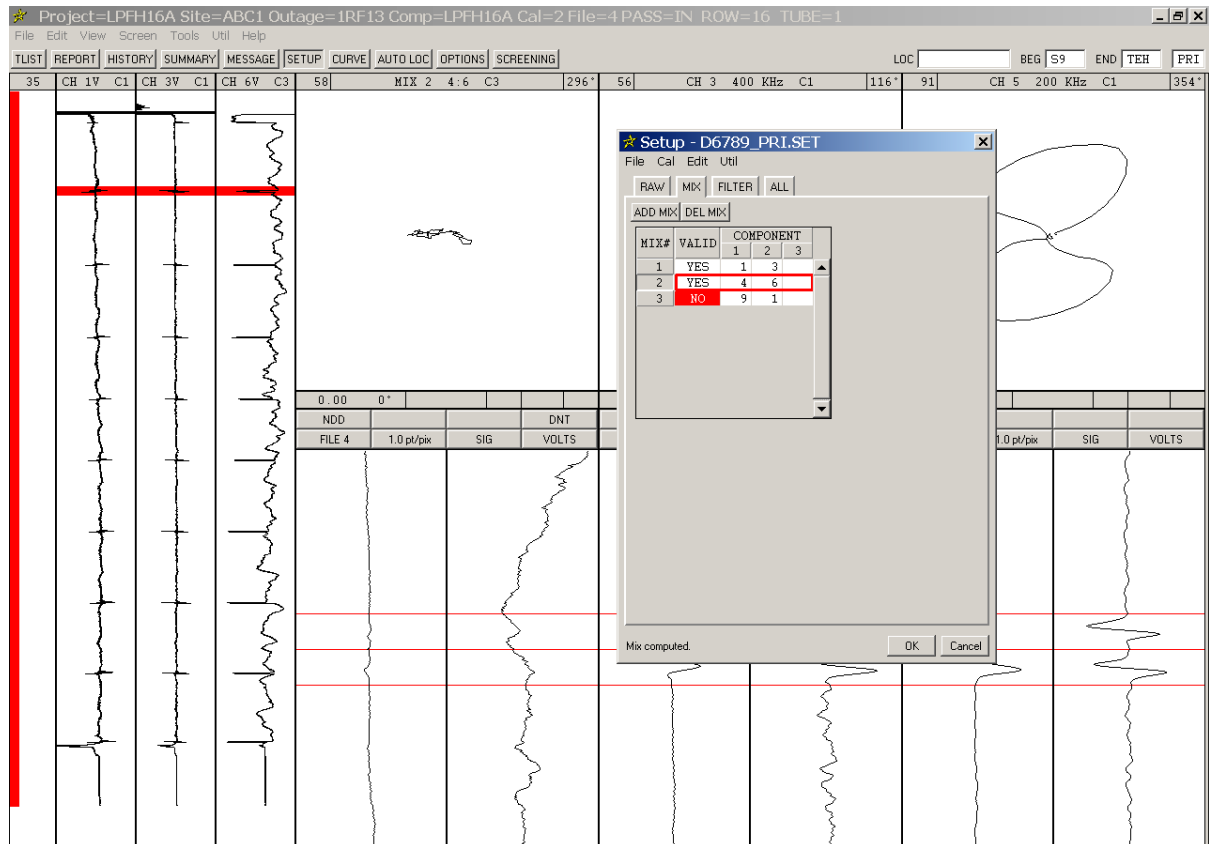 Project=LPFH16A Site=ABC1 Outage=1RF13 Comp=LPFH16A Cal=2 File=4 PASS=IN ROW=16 TUBE=1
File Edit View Screen Tools Util Help
TLIST REPORT HISTORY SUMMARY MESSAGE SETUP CURVE AUTO LOC OPTIONS SCREENING LOC BEG S9 END TEH PRI
35 CH 1V C1 CH 3V C1 CH 6V C3 58 MIX 2 4:6 C3 296° 56 CH 3 400 KHz C1 116° 91 CH 5 200 KHz C1 354°
Setup - D6789_PRI.SET
File Cal Edit Util
RAW MIX FILTER ALL
ADD MIX DEL MIX
MIX# VALID COMPONENT
1 2 3
1 YES 1 3
2 YES 4 6
3 NO 9 1
0.00 0°
NDD DNT
FILE 4 1.0 pt/pix SIG VOLTS 1.0 pt/pix SIG VOLTS
Mix computed. OK Cancel